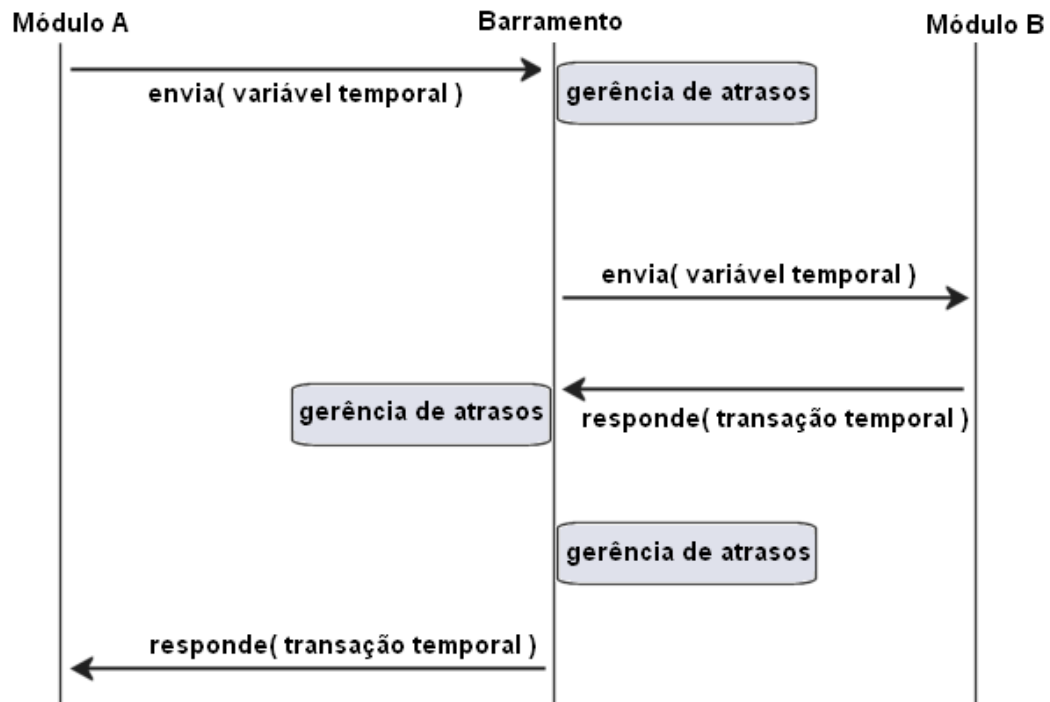 Módulo A
Barramento
Módulo B
envia( variável temporal )
gerência de atrasos
envia( variável temporal )
gerência de atrasos
responde( transação temporal )
gerência de atrasos
responde( transação temporal )